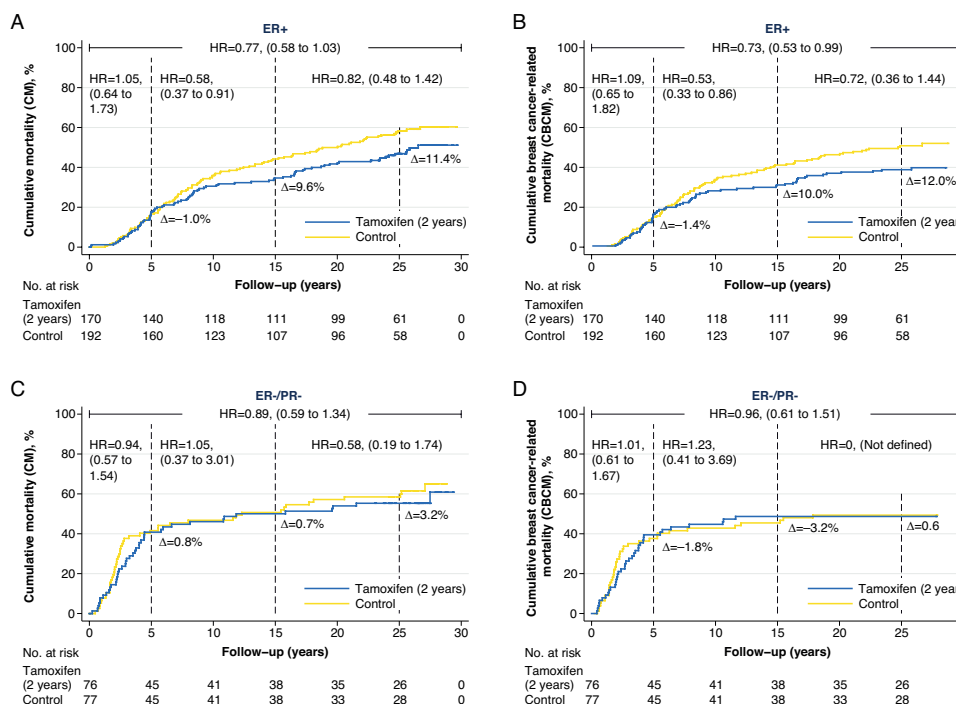 A
ER+
100
80
60
40
20
0
Cumulative mortality (CM), %
HR=0.77, (0.58 to 1.03)
HR=1.05,
(0.64 to
1.73)
HR=0.58,
(0.37 to 0.91)
HR=0.82, (0.48 to 1.42)
Δ=−1.0%
Δ=9.6%
Δ=11.4%
Tamoxifen (2 years)
Control
0 5 10 15 20 25 30
No. at risk
Follow−up (years)
Tamoxifen
(2 years) 170 140 118 111 99 61 0
Control 192 160 123 107 96 58 0
B
ER+
100
80
60
40
20
0
Cumulative breast cancer-related
mortality (CBCM), %
HR=0.73, (0.53 to 0.99)
HR=1.09,
(0.65 to
1.82)
HR=0.53,
(0.33 to 0.86)
HR=0.72, (0.36 to 1.44)
Δ=−1.4%
Δ=10.0%
Δ=12.0%
Tamoxifen (2 years)
Control
0 5 10 15 20 25
No. at risk
Follow−up (years)
Tamoxifen
(2 years) 170 140 118 111 99 61
Control 192 160 123 107 96 58
C
ER-/PR-
100
80
60
40
20
0
Cumulative mortality (CM), %
HR=0.89, (0.59 to 1.34)
HR=0.94,
(0.57 to
1.54)
HR=1.05,
(0.37 to 3.01)
HR=0.58, (0.19 to 1.74)
Δ=0.8%
Δ=0.7%
Δ=3.2%
Tamoxifen (2 years)
Control
0 5 10 15 20 25 30
No. at risk
Follow−up (years)
Tamoxifen
(2 years) 76 45 41 38 35 26 0
Control 77 45 41 38 33 28 0
D
ER-/PR-
100
80
60
40
20
0
Cumulative breast cancer-related
mortality (CBCM), %
HR=0.96, (0.61 to 1.51)
HR=1.01,
(0.61 to
1.67)
HR=1.23,
(0.41 to 3.69)
HR=0, (Not defined)
Δ=−1.8%
Δ=−3.2%
Δ=0.6
Tamoxifen (2 years)
Control
0 5 10 15 20 25
No. at risk
Follow−up (years)
Tamoxifen
(2 years) 76 45 41 38 35 26
Control 77 45 41 38 33 28